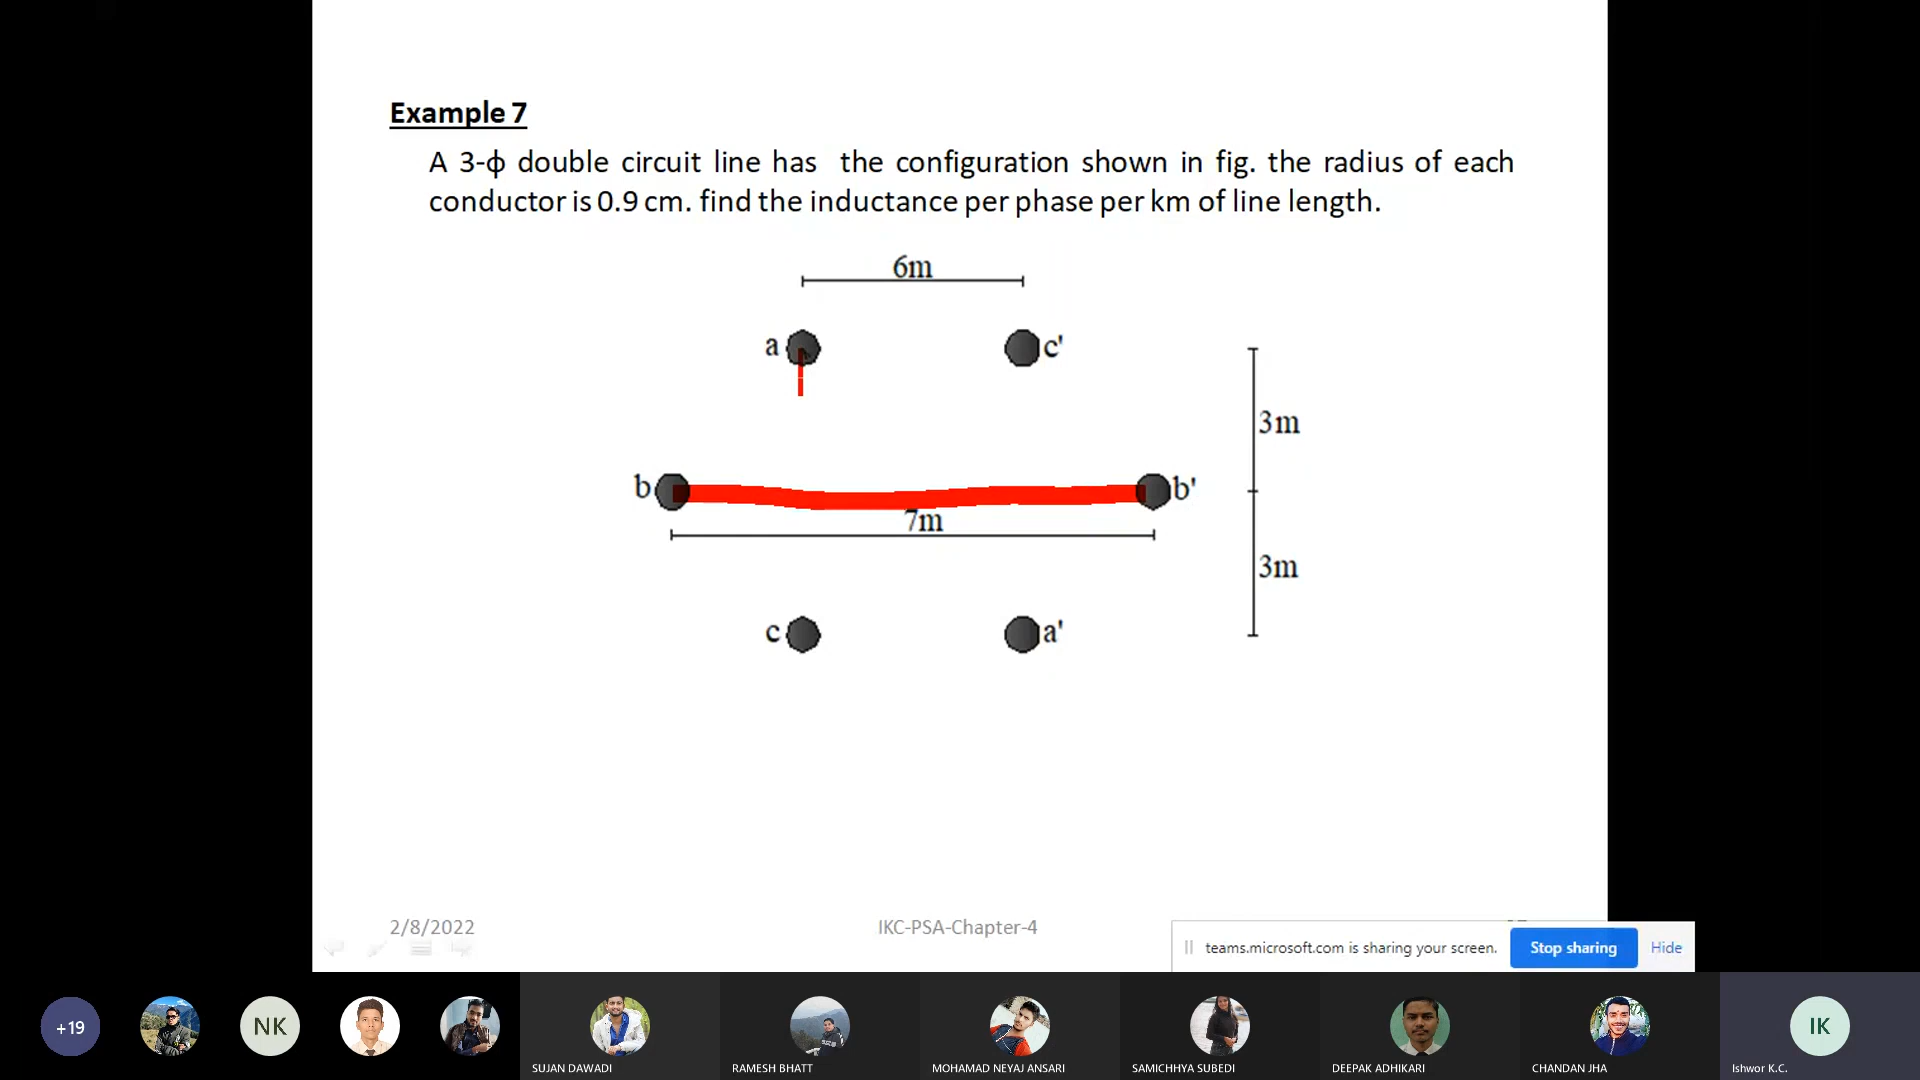 Example 7
A 3-ϕ double circuit line has the configuration shown in fig. the radius of each
conductor is 0.9 cm. find the inductance per phase per km of line length.
6m
a
c'
3m
b
b'
7m
3m
c
a'
2/8/2022
IKC-PSA-Chapter-4
teams.microsoft.com is sharing your screen.
Stop sharing
Hide
+19
NK
IK
SUJAN DAWADI
RAMESH BHATT
MOHAMAD NEYAJ ANSARI
SAMICHHYA SUBEDI
DEEPAK ADHIKARI
CHANDAN JHA
Ishwor K.C.